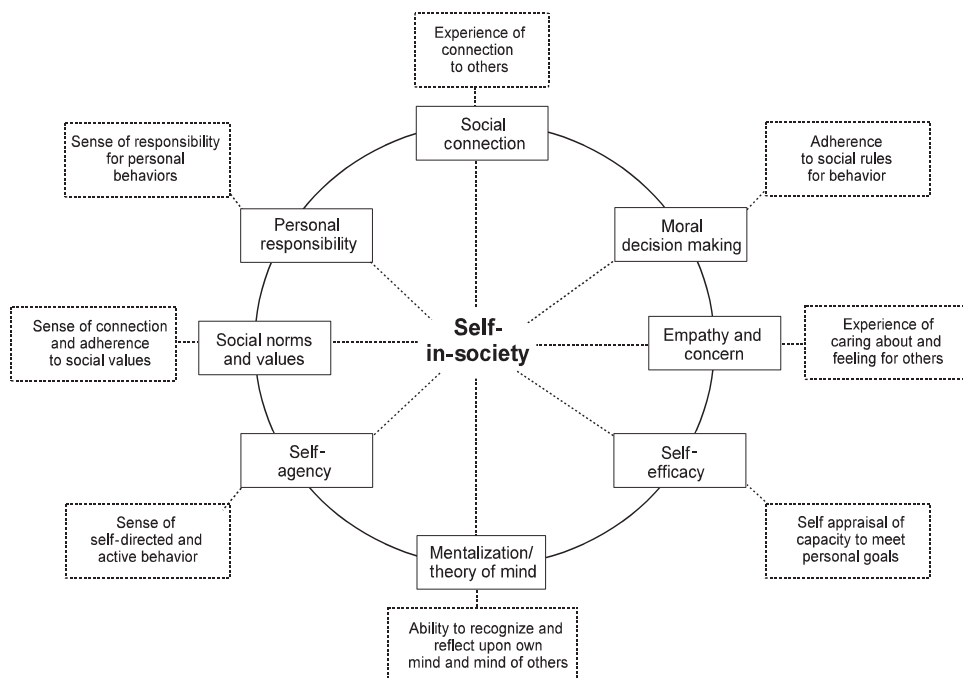 Experience of
connection
to others
Social
connection
Sense of responsibility
for personal
behaviors
Adherence
to social rules
for behavior
Personal
responsibility
Moral
decision making
Sense of connection
and adherence
to social values
Social norms
and values
Self-
in-society
Empathy and
concern
Experience of
caring about and
feeling for others
Self-
agency
Self-
efficacy
Sense of
self-directed and
active behavior
Mentalization/
theory of mind
Self appraisal of
capacity to meet
personal goals
Ability to recognize and
reflect upon own
mind and mind of others